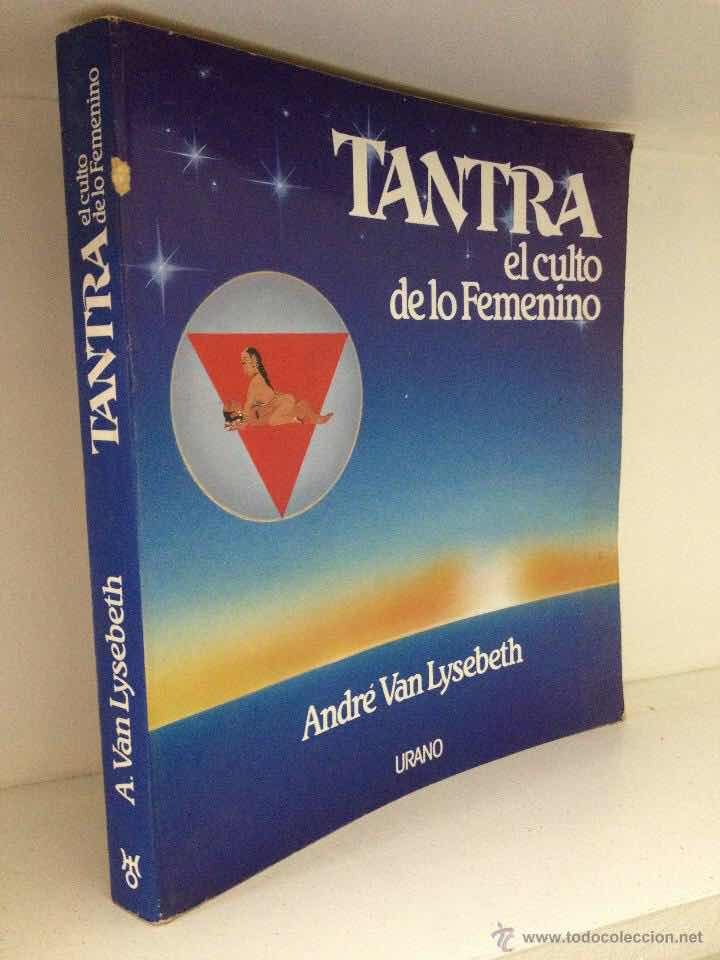 TANTRA
el culto
de lo Femenino
André Van Lysebeth
URANO
TANTRA
el culto
de lo Femenino
A. Van Lysebeth
www.todocoleccion.net